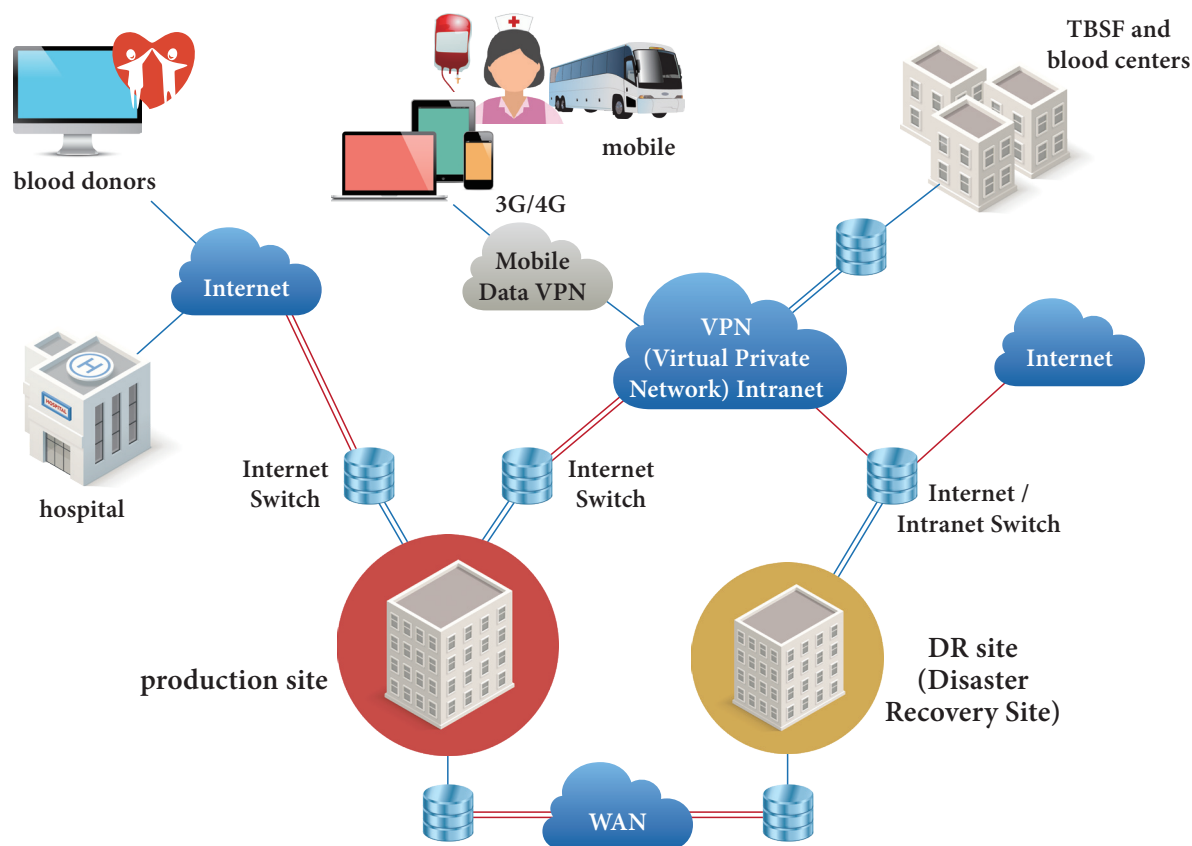 TBSF and
blood centers
mobile
blood donors
3G/4G
Mobile
Data VPN
Internet
VPN
(Virtual Private
Network) Intranet
Internet
H
HOSPITAL
hospital
Internet
Switch
Internet
Switch
Internet /
Intranet Switch
production site
DR site
(Disaster
Recovery Site)
WAN